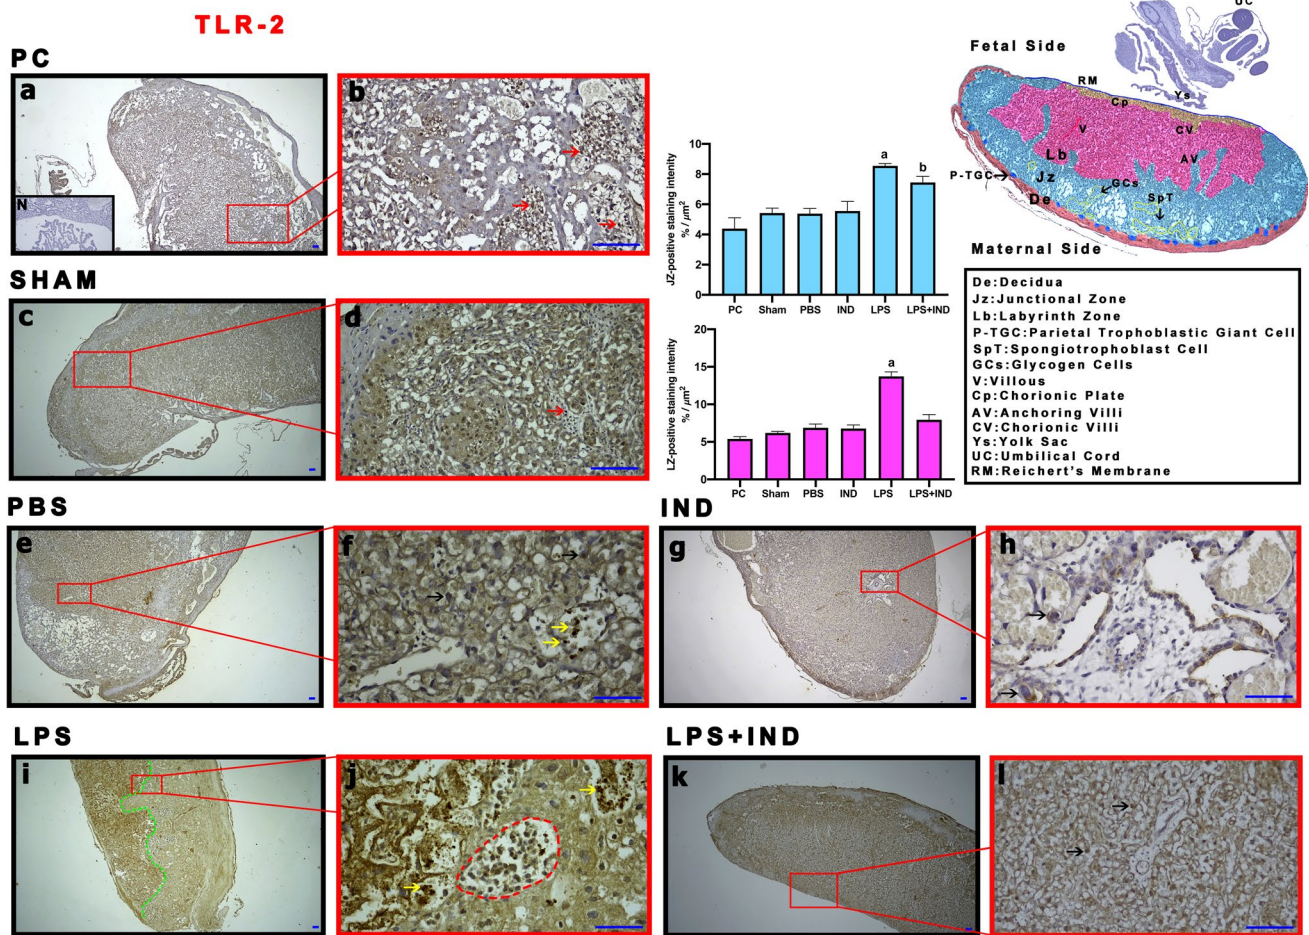 TLR-2
PC
a
N
b
SHAM
c
d
PBS
e
f
LPS
i
j
JZ-positive staining intenity
% / µm²
10
8
6
4
2
0
a
b
PC Sham PBS IND LPS LPS+IND
LZ-positive staining intenity
% / µm²
20
15
10
5
0
a
PC Sham PBS IND LPS LPS+IND
UC
Fetal Side
RM
Cp
Ys
V
CV
Lb
AV
P-TGC
Jz
GCs
De
SpT
Maternal Side
De:Decidua
Jz:Junctional Zone
Lb:Labyrinth Zone
P-TGC:Parietal Trophoblastic Giant Cell
SpT:Spongiotrophoblast Cell
GCs:Glycogen Cells
V:Villous
Cp:Chorionic Plate
AV:Anchoring Villi
CV:Chorionic Villi
Ys:Yolk Sac
UC:Umbilical Cord
RM:Reichert's Membrane
IND
g
h
LPS+IND
k
l